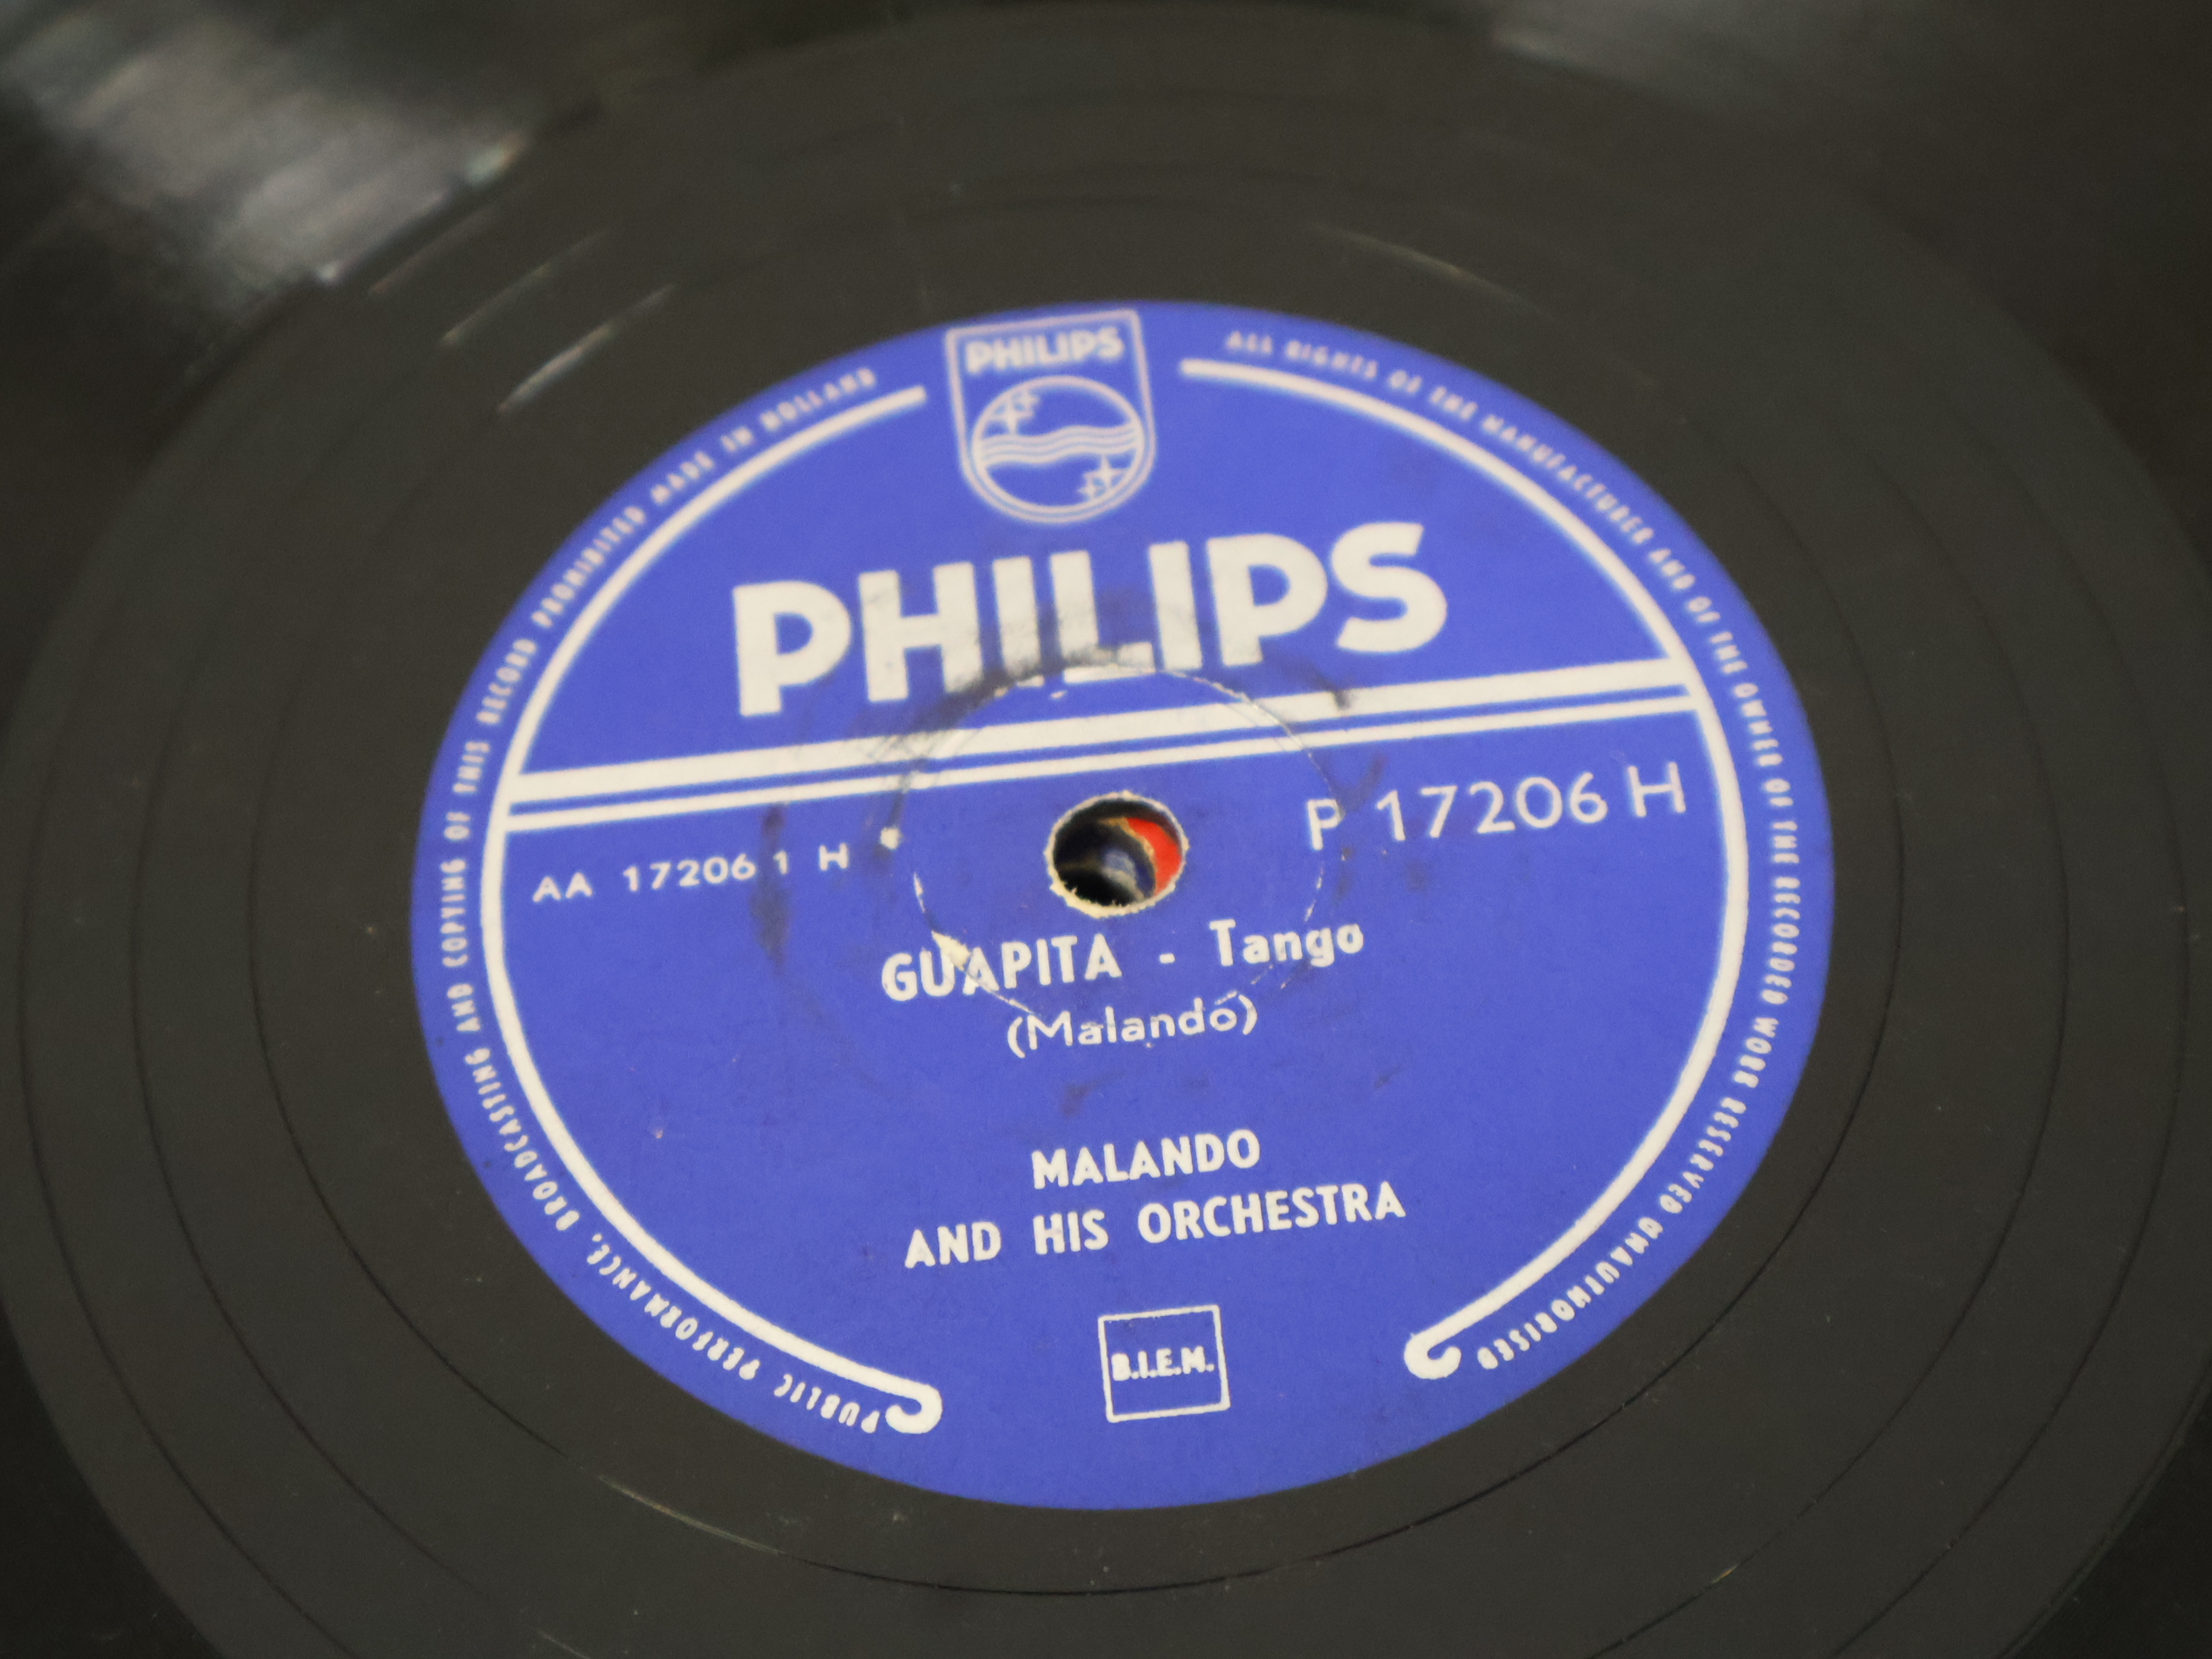 PHILIPS
PHILIPS
P 17206 H
AA 17206 1 H
GUAPITA - Tango
(Malando)
MALANDO
AND HIS ORCHESTRA
B.I.E.M.
ALL RIGHTS OF THE MANUFACTURER AND OF THE OWNER OF THE RECORDED WORK RESERVED UNAUTHORISED
PUBLIC PERFORMANCE, BROADCASTING AND COPYING OF THIS RECORD PROHIBITED MADE IN HOLLAND